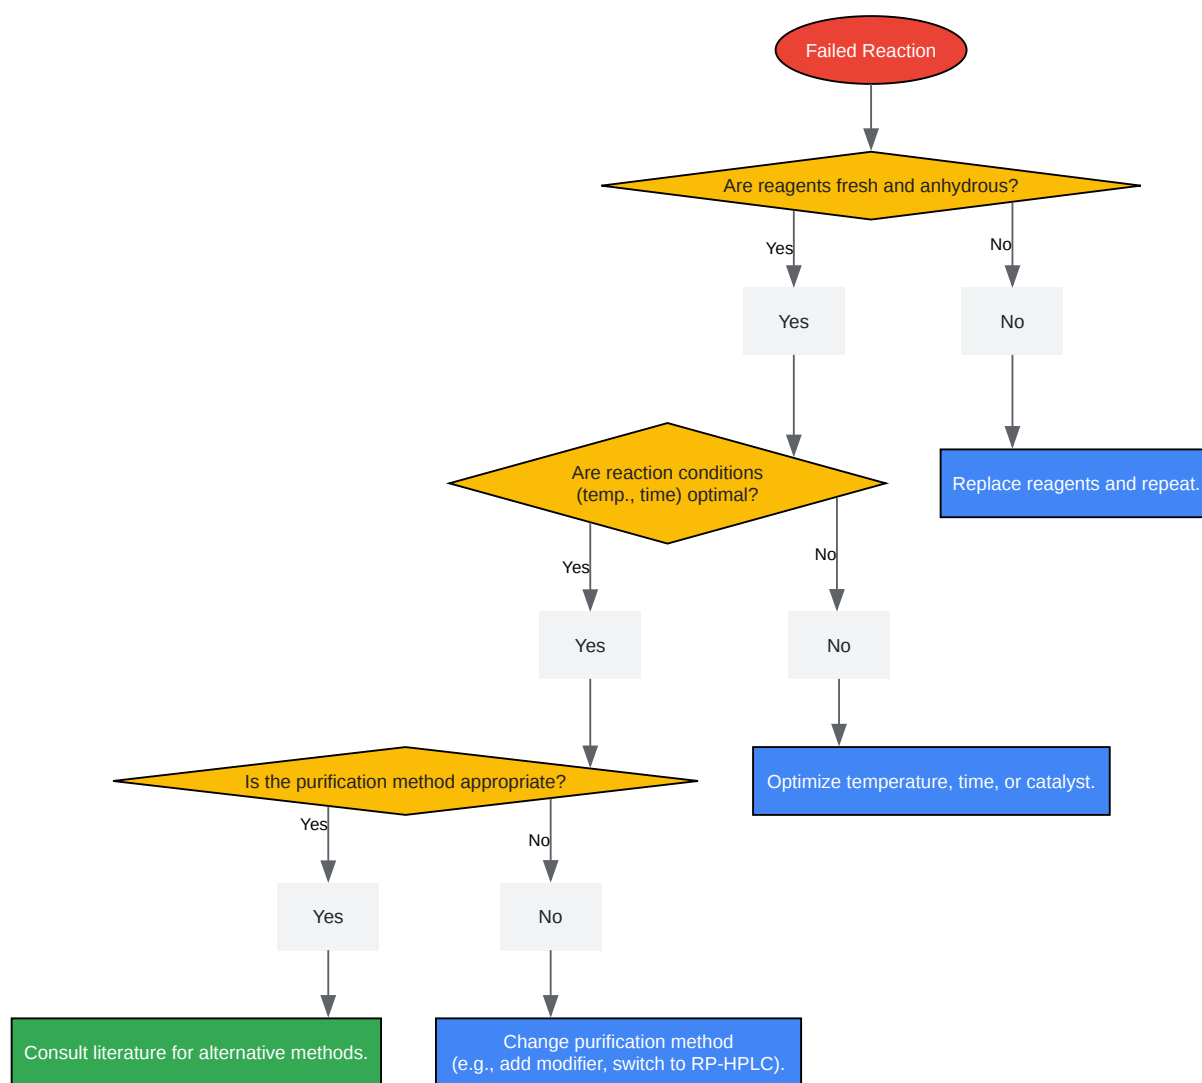 Failed Reaction
Are reagents fresh and anhydrous?
Yes
No
Yes
No
Are reaction conditions
(temp., time) optimal?
Replace reagents and repeat.
Yes
No
Yes
No
Is the purification method appropriate?
Optimize temperature, time, or catalyst.
Yes
No
Yes
No
Consult literature for alternative methods.
Change purification method
(e.g., add modifier, switch to RP-HPLC).